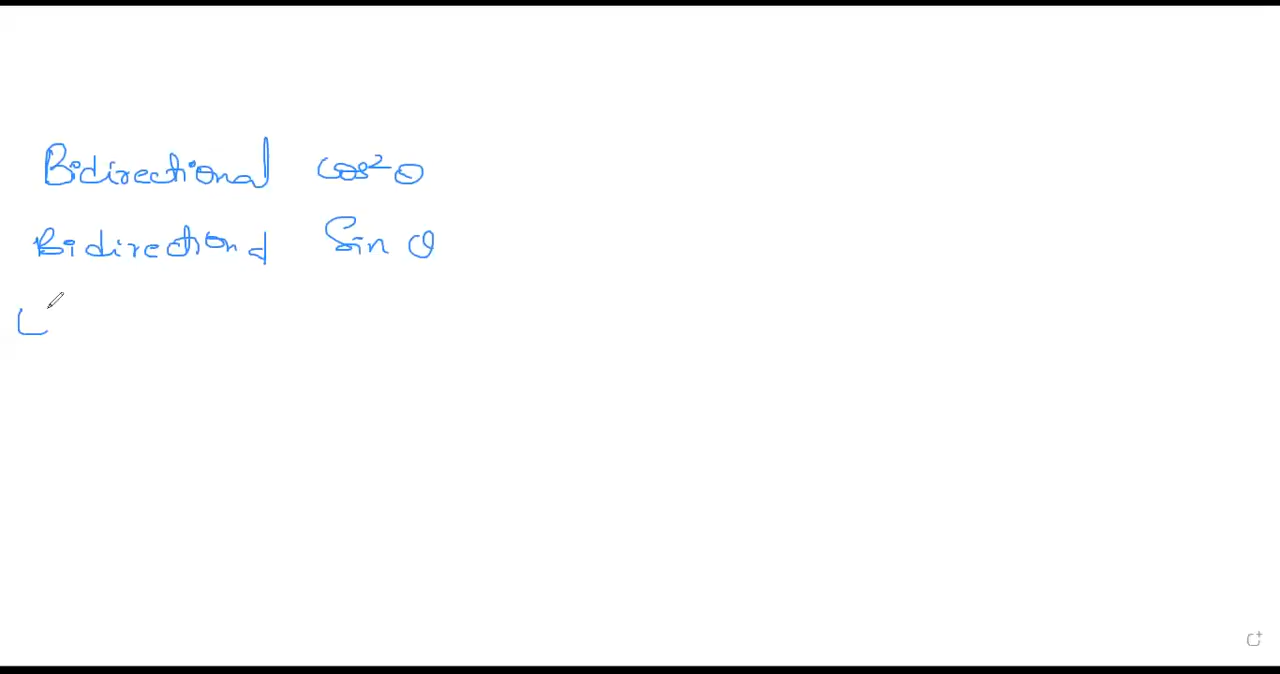 Bidirectional cos²θ
Bidirectional Sin θ
L